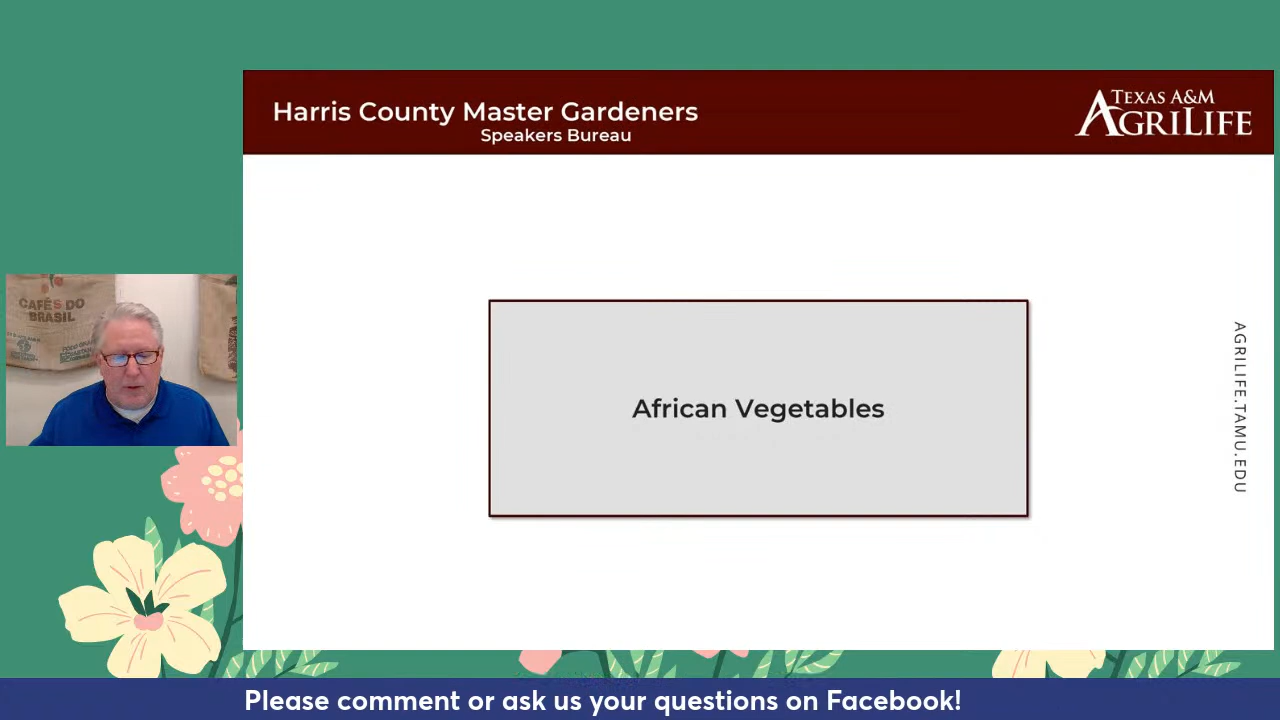 Harris County Master Gardeners
Speakers Bureau
TEXAS A&M
AGRILIFE
CAFÉS DO
BRASIL
African Vegetables
AGRILIFE.TAMU.EDU
Please comment or ask us your questions on Facebook!